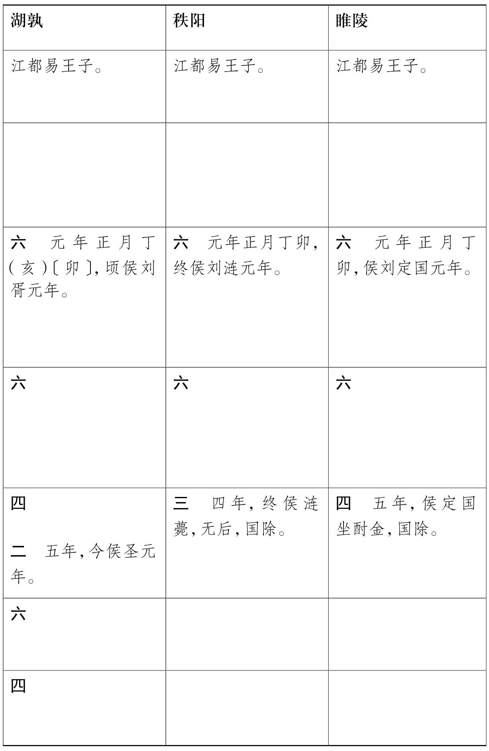 湖孰 秩阳 睢陵
江都易王子。 江都易王子。 江都易王子。
六 元年正月丁
(亥)〔卯〕,顷侯刘
胥元年。
六 元年正月丁卯,
终侯刘涟元年。
六 元年正月丁
卯,侯刘定国元年。
六 六 六
四
二 五年,今侯圣元
年。
三 四年,终侯涟
薨,无后,国除。
四 五年,侯定国
坐酎金,国除。
六
四